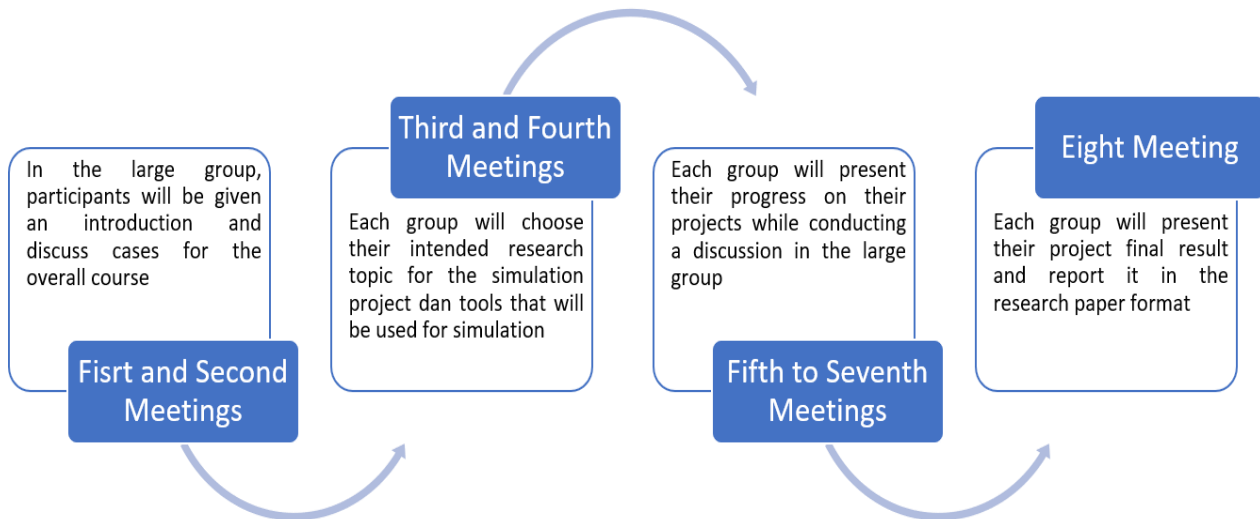 In the large group,
participants will be given
an introduction and
discuss cases for the
overall course
Fisrt and Second
Meetings
Third and Fourth
Meetings
Each group will choose
their intended research
topic for the simulation
project dan tools that will
be used for simulation
Each group will present
their progress on their
projects while conducting
a discussion in the large
group
Fifth to Seventh
Meetings
Eight Meeting
Each group will present
their project final result
and report it in the
research paper format